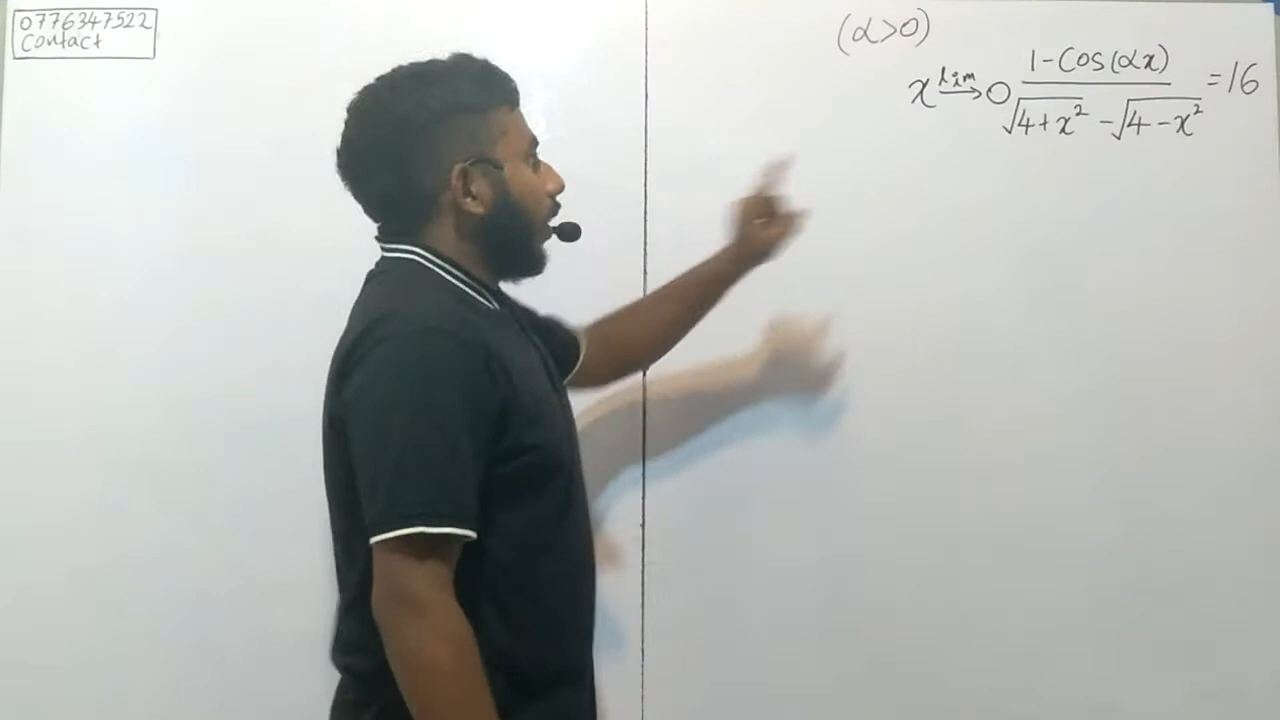 0776347522
Contact
(α>0)
lim x→0 (1-Cos(αx))/(√(4+x²) -√(4-x²)) =16